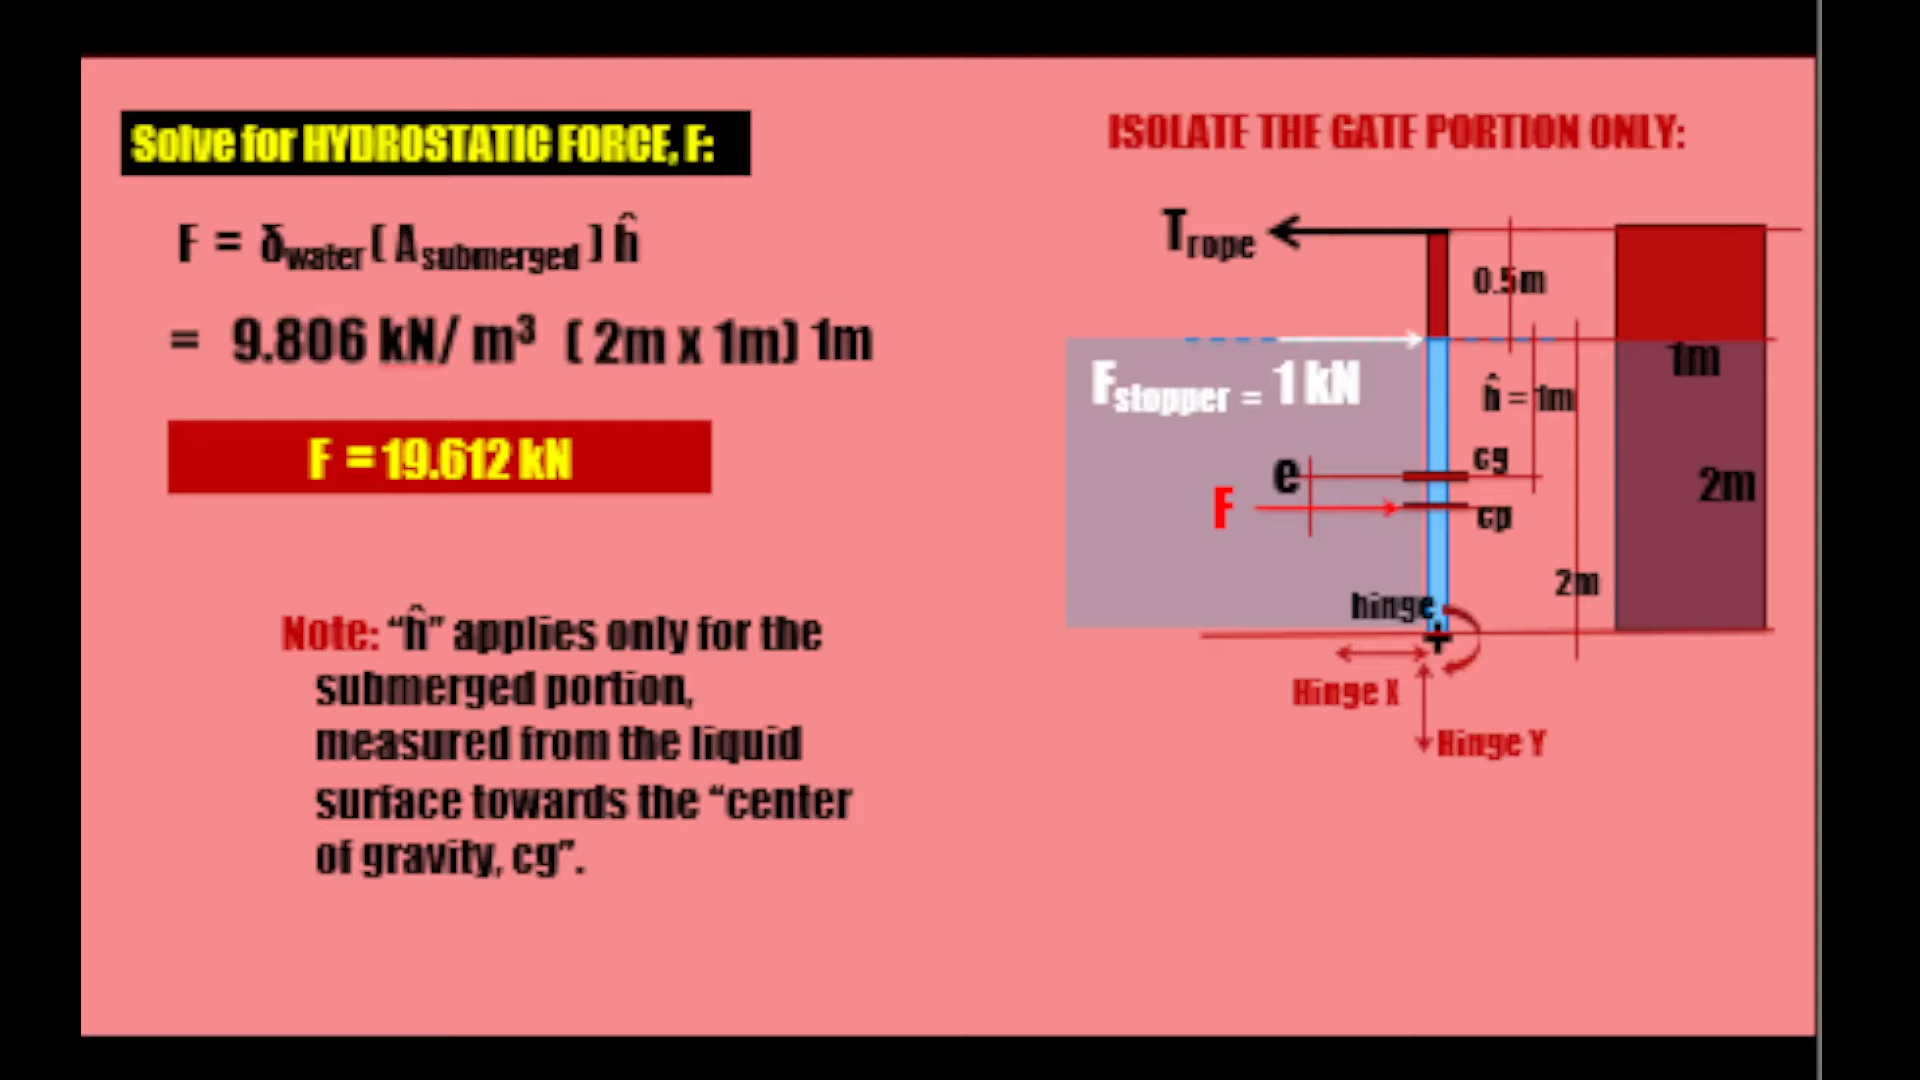 Solve for HYDROSTATIC FORCE, F:
F = δwater ( A submerged ) ĥ
= 9.806 kN/ m³ ( 2m x 1m) 1m
F = 19.612 kN
Note: “ĥ” applies only for the
submerged portion,
measured from the liquid
surface towards the “center
of gravity, cg”.
ISOLATE THE GATE PORTION ONLY:
Trope
0.5m
1m
Fstopper = 1 kN
ĥ = 1m
cg
e
2m
F
cp
2m
hinge
Hinge X
Hinge Y